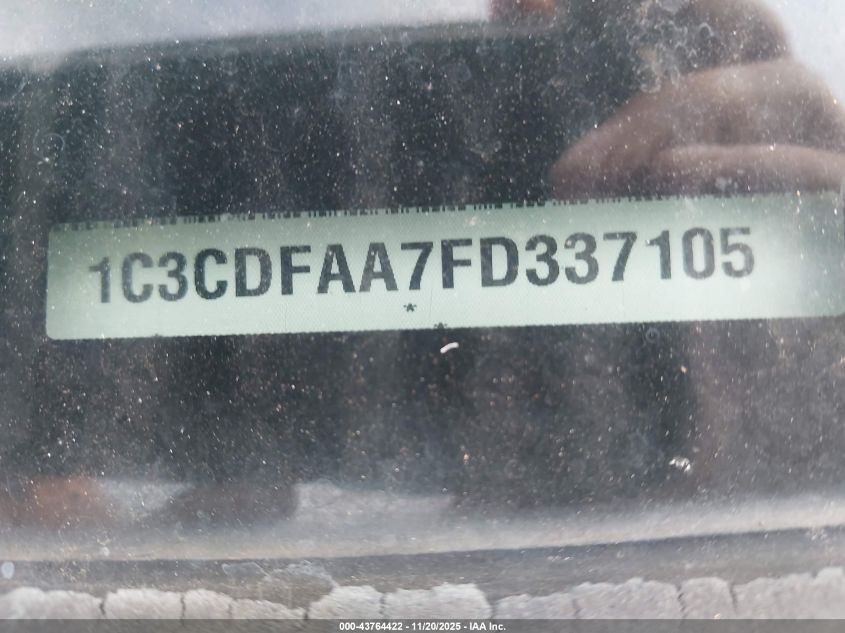 1C3CDFAA7FD337105
*
*
000-43764422 - 11/20/2025 - IAA Inc.